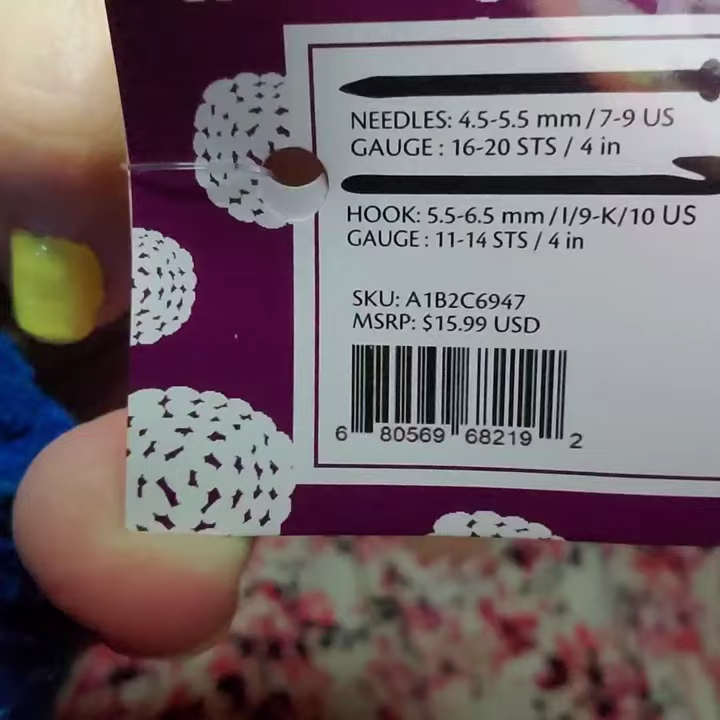 NEEDLES: 4.5-5.5 mm / 7-9 US
GAUGE : 16-20 STS / 4 in
HOOK: 5.5-6.5 mm / I/9-K/10 US
GAUGE : 11-14 STS / 4 in
SKU: A1B2C6947
MSRP: $15.99 USD
6 80569 68219 2